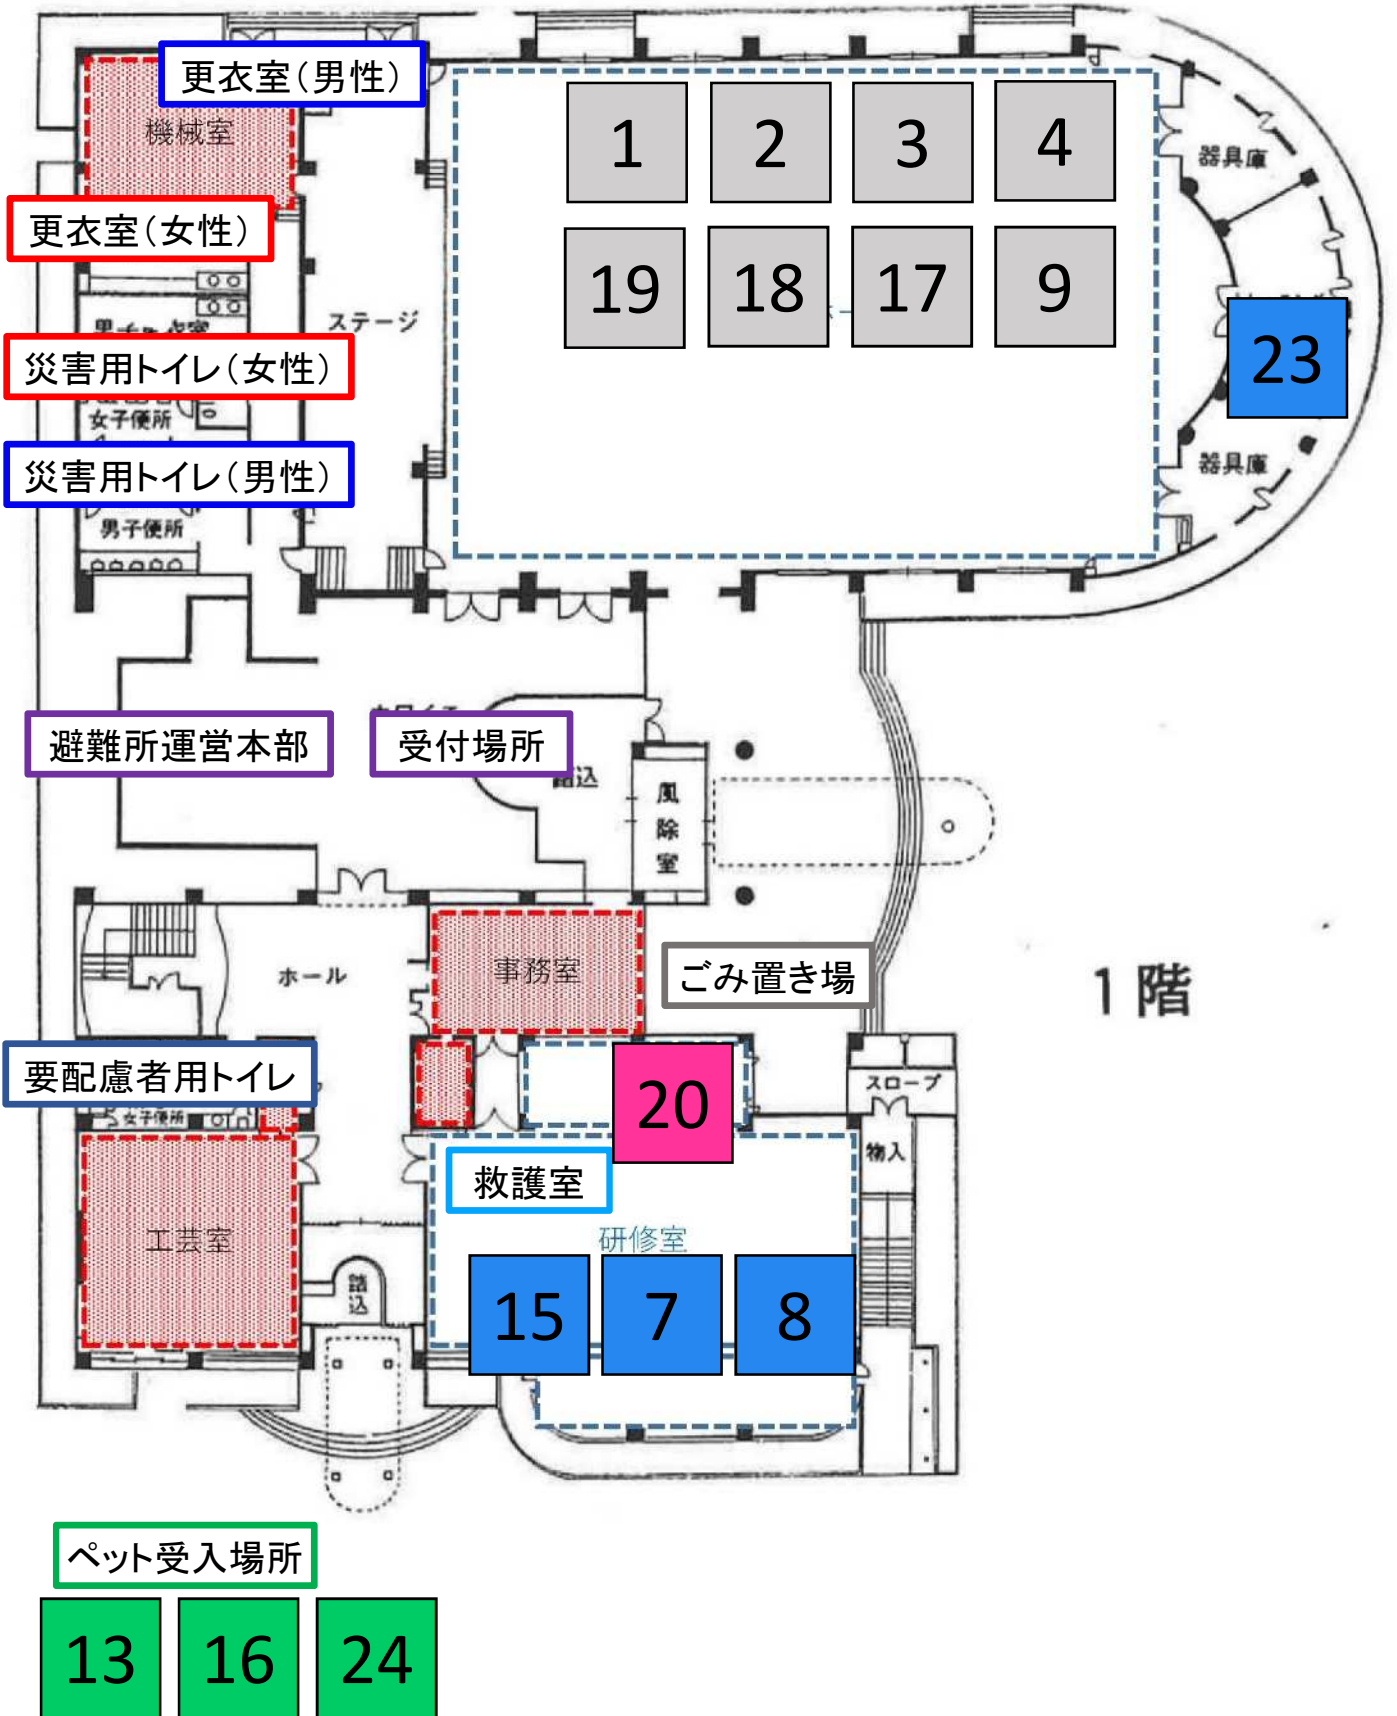 更衣室（男性）
機械室
1
2
3
4
器具庫
更衣室（女性）
19
18
17
9
ステージ
23
災害用トイレ（女性）
女子便所
災害用トイレ（男性）
器具庫
男子便所
避難所運営本部
受付場所
踏込
風除室
事務室
ごみ置き場
ホール
1階
要配慮者用トイレ
女子便所
20
スロープ
物入
救護室
研修室
工芸室
踏込
15
7
8
ペット受入場所
13
16
24